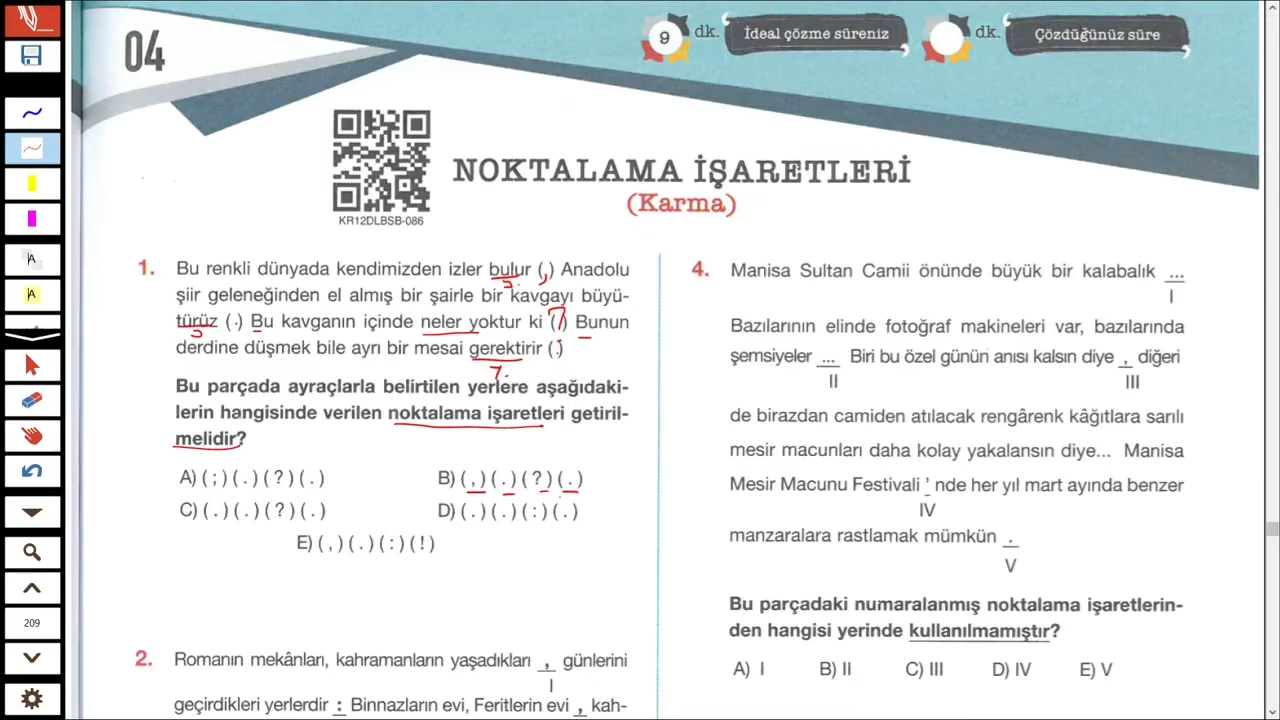 04
9 dk. İdeal çözme süreniz
dk. Çözdüğünüz süre
KR12DLBSB-086
NOKTALAMA İŞARETLERİ
(Karma)
1. Bu renkli dünyada kendimizden izler bulur (,) Anadolu
şiir geleneğinden el almış bir şairle bir kavgayı büyü-
türüz (.) Bu kavganın içinde neler yoktur ki (?) Bunun
derdine düşmek bile ayrı bir mesai gerektirir (.)
Bu parçada ayraçlarla belirtilen yerlere aşağıdaki-
lerin hangisinde verilen noktalama işaretleri getiril-
melidir?
A) ( ; ) ( . ) ( ? ) ( . )
B) ( , ) ( . ) ( ? ) ( . )
C) ( . ) ( . ) ( ? ) ( . )
D) ( . ) ( . ) ( : ) ( . )
E) ( , ) ( . ) ( : ) ( ! )
2. Romanın mekânları, kahramanların yaşadıkları , günlerini
I
geçirdikleri yerlerdir : Binnazların evi, Feritlerin evi , kah-
4. Manisa Sultan Camii önünde büyük bir kalabalık ...
I
Bazılarının elinde fotoğraf makineleri var, bazılarında
şemsiyeler ... Biri bu özel günün anısı kalsın diye , diğeri
II III
de birazdan camiden atılacak rengârenk kâğıtlara sarılı
mesir macunları daha kolay yakalansın diye... Manisa
Mesir Macunu Festivali ' nde her yıl mart ayında benzer
IV
manzaralara rastlamak mümkün .
V
Bu parçadaki numaralanmış noktalama işaretlerin-
den hangisi yerinde kullanılmamıştır?
A) I B) II C) III D) IV E) V
A
A
209